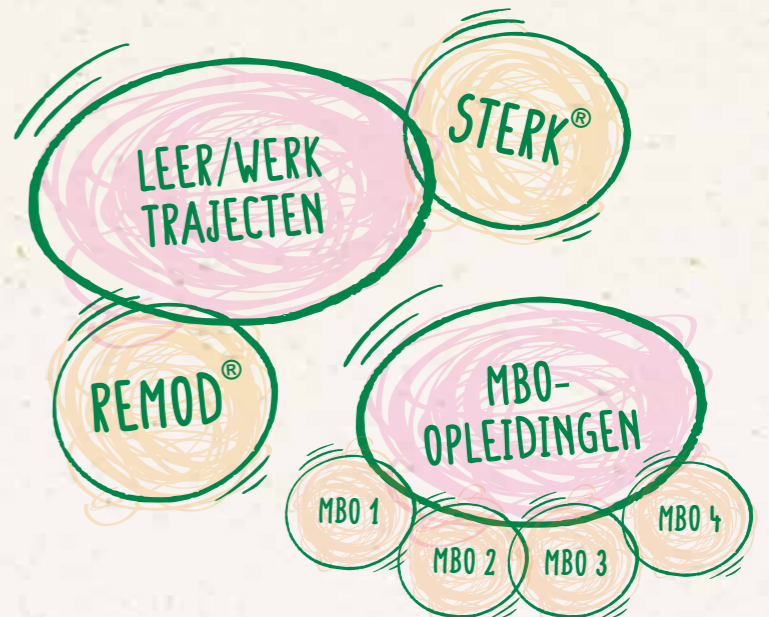 LEER/WERK
TRAJECTEN
STERK®
REMOD®
MBO-
OPLEIDINGEN
MBO 1
MBO 2
MBO 3
MBO 4